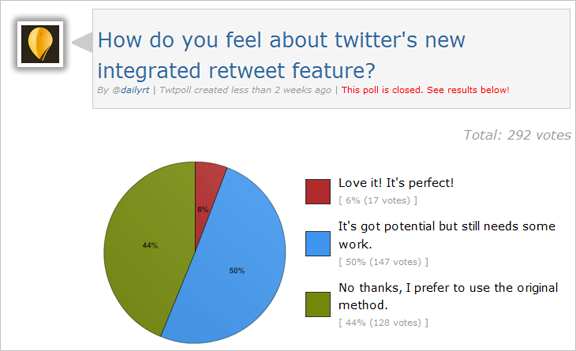 How do you feel about twitter's new
integrated retweet feature?
By @dailyrt | Twtpoll created less than 2 weeks ago | This poll is closed. See results below!
Total: 292 votes
Love it! It's perfect!
[ 6% (17 votes) ]
It's got potential but still needs some
work.
[ 50% (147 votes) ]
No thanks, I prefer to use the original
method.
[ 44% (128 votes) ]
6%
50%
44%